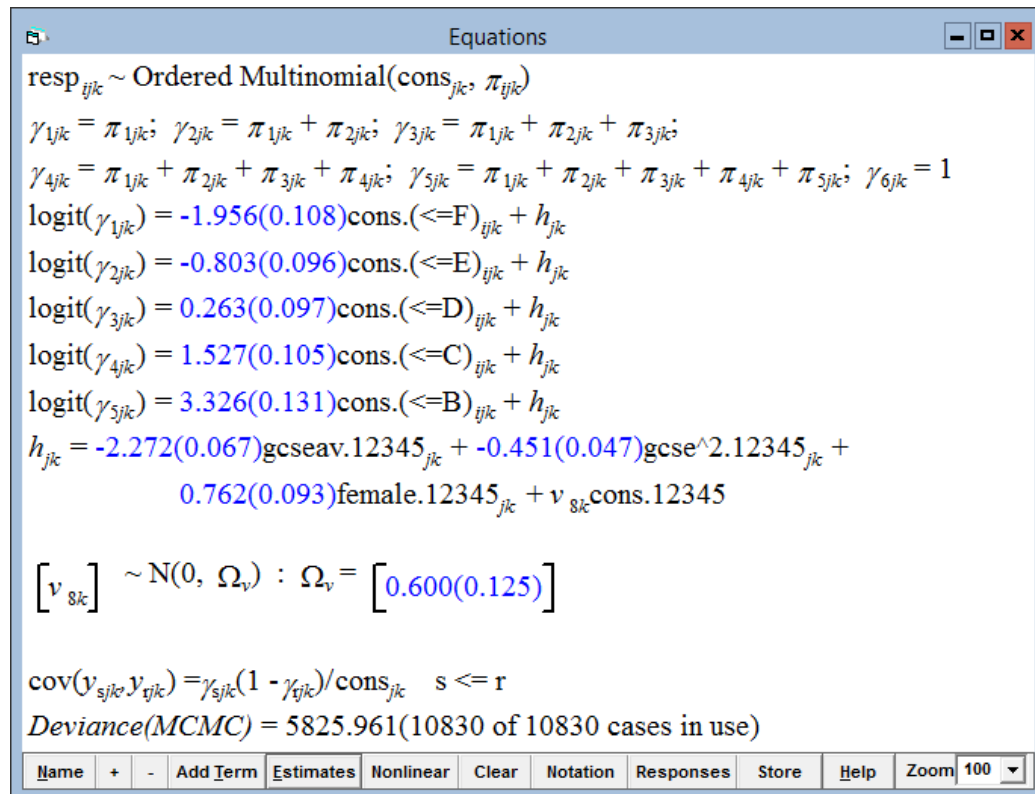 Equations
resp_ijk ~ Ordered Multinomial(cons_jk, π_ijk)
γ_1jk = π_1jk; γ_2jk = π_1jk + π_2jk; γ_3jk = π_1jk + π_2jk + π_3jk;
γ_4jk = π_1jk + π_2jk + π_3jk + π_4jk; γ_5jk = π_1jk + π_2jk + π_3jk + π_4jk + π_5jk; γ_6jk = 1
logit(γ_1jk) = -1.956(0.108)cons.(<=F)_ijk + h_jk
logit(γ_2jk) = -0.803(0.096)cons.(<=E)_ijk + h_jk
logit(γ_3jk) = 0.263(0.097)cons.(<=D)_ijk + h_jk
logit(γ_4jk) = 1.527(0.105)cons.(<=C)_ijk + h_jk
logit(γ_5jk) = 3.326(0.131)cons.(<=B)_ijk + h_jk
h_jk = -2.272(0.067)gcseav.12345_jk + -0.451(0.047)gcse^2.12345_jk +
0.762(0.093)female.12345_jk + v_8k cons.12345
[v_8k] ~ N(0, Ω_v) : Ω_v = [0.600(0.125)]
cov(y_sjk, y_rjk) = γ_sjk(1 - γ_rjk)/cons_jk s <= r
Deviance(MCMC) = 5825.961(10830 of 10830 cases in use)
Name + - Add Term Estimates Nonlinear Clear Notation Responses Store Help Zoom 100